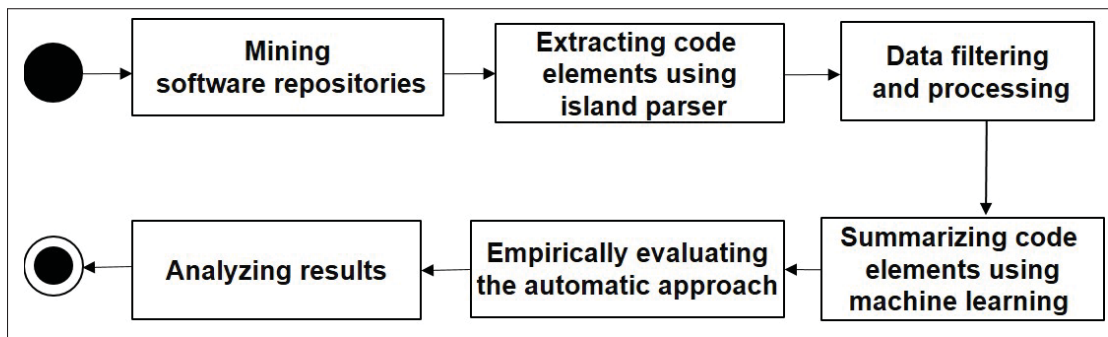 Mining
software repositories
Extracting code
elements using
island parser
Data filtering
and processing
Summarizing code
elements using
machine learning
Empirically evaluating
the automatic approach
Analyzing results